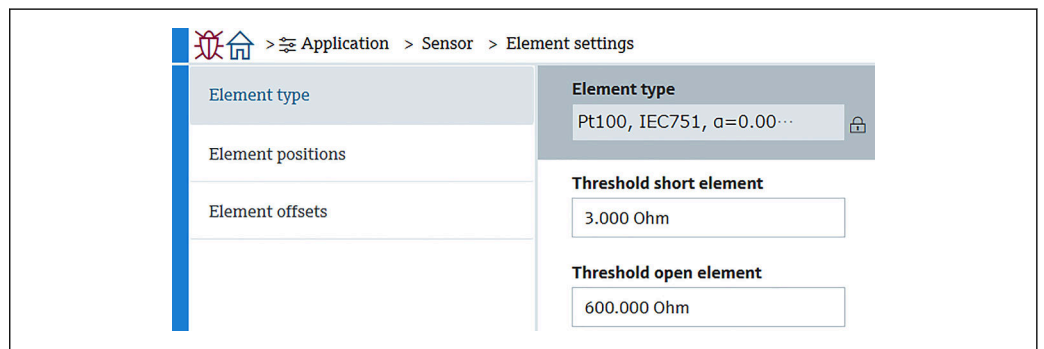 > Application > Sensor > Element settings
Element type
Element positions
Element offsets
Element type
Pt100, IEC751, α=0.00···
Threshold short element
3.000 Ohm
Threshold open element
600.000 Ohm